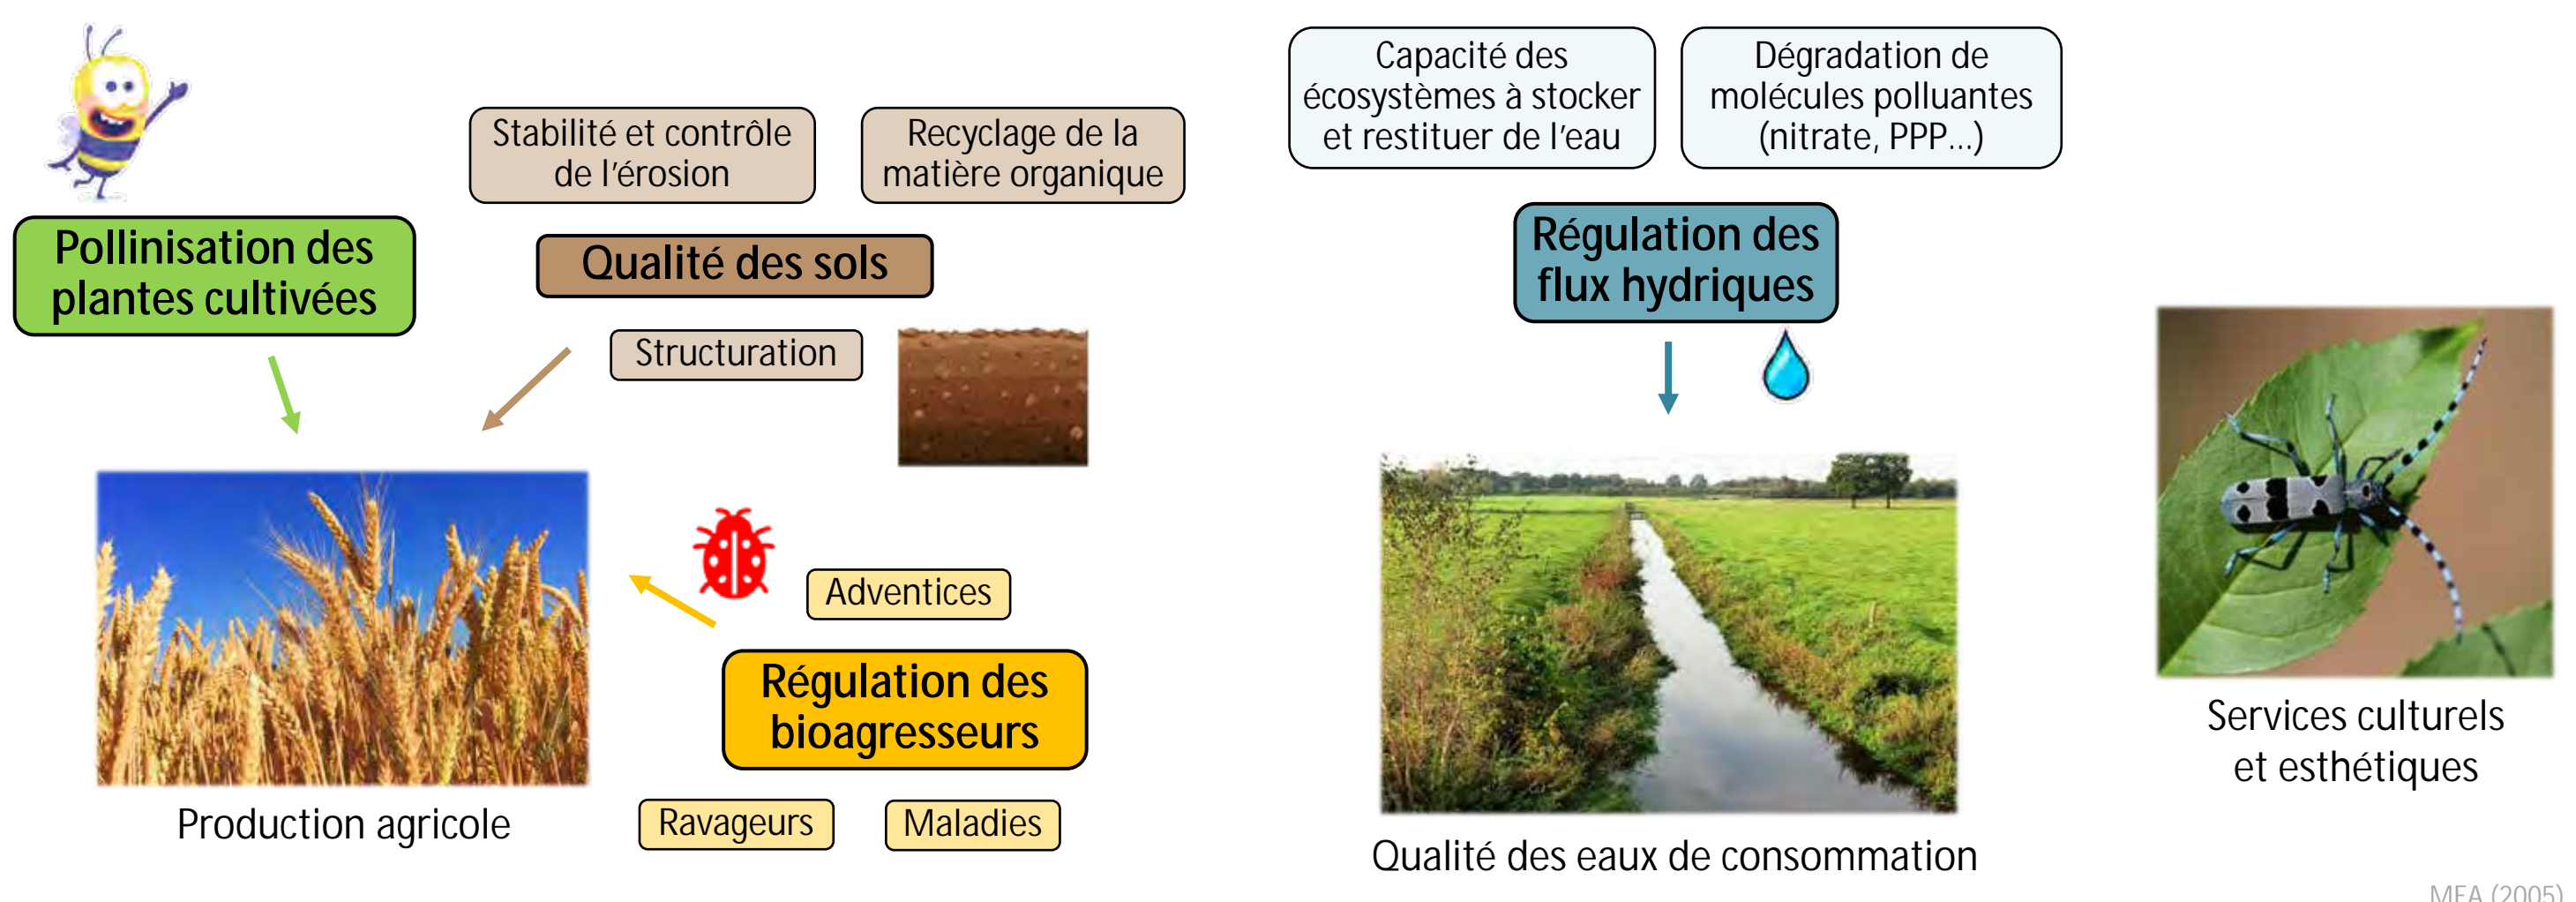 Pollinisation des
plantes cultivées
Stabilité et contrôle
de l'érosion
Recyclage de la
matière organique
Qualité des sols
Structuration
Adventices
Régulation des
bioagresseurs
Ravageurs
Maladies
Production agricole
Capacité des
écosystèmes à stocker
et restituer de l'eau
Dégradation de
molécules polluantes
(nitrate, PPP...)
Régulation des
flux hydriques
Qualité des eaux de consommation
Services culturels
et esthétiques
MEA (2005)